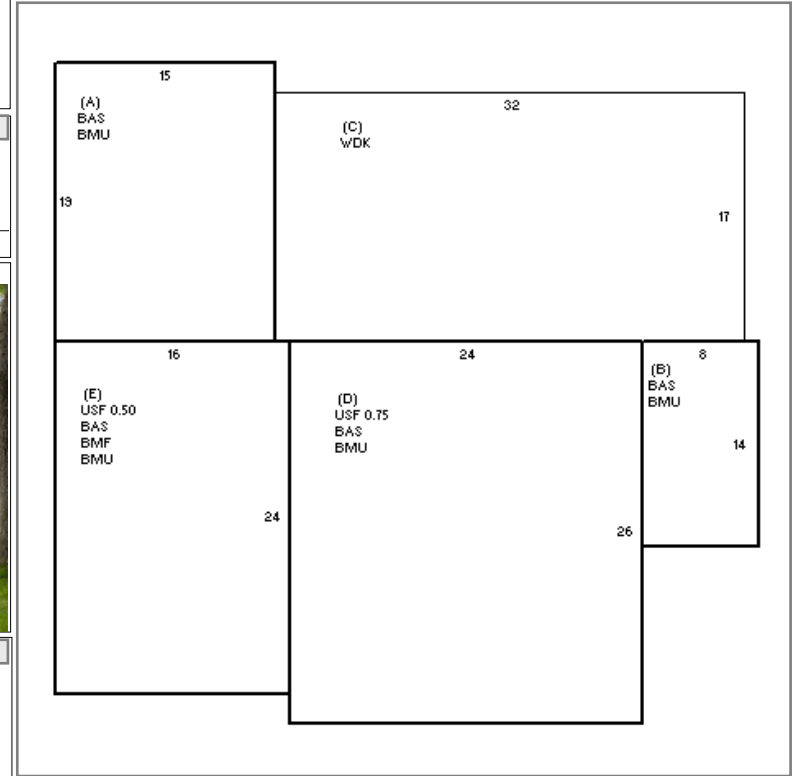 15
(A)
BAS
BMU
19
32
(C)
WDK
17
16
(E)
USF 0.50
BAS
BMF
BMU
24
24
(D)
USF 0.75
BAS
BMU
26
8
(B)
BAS
BMU
14